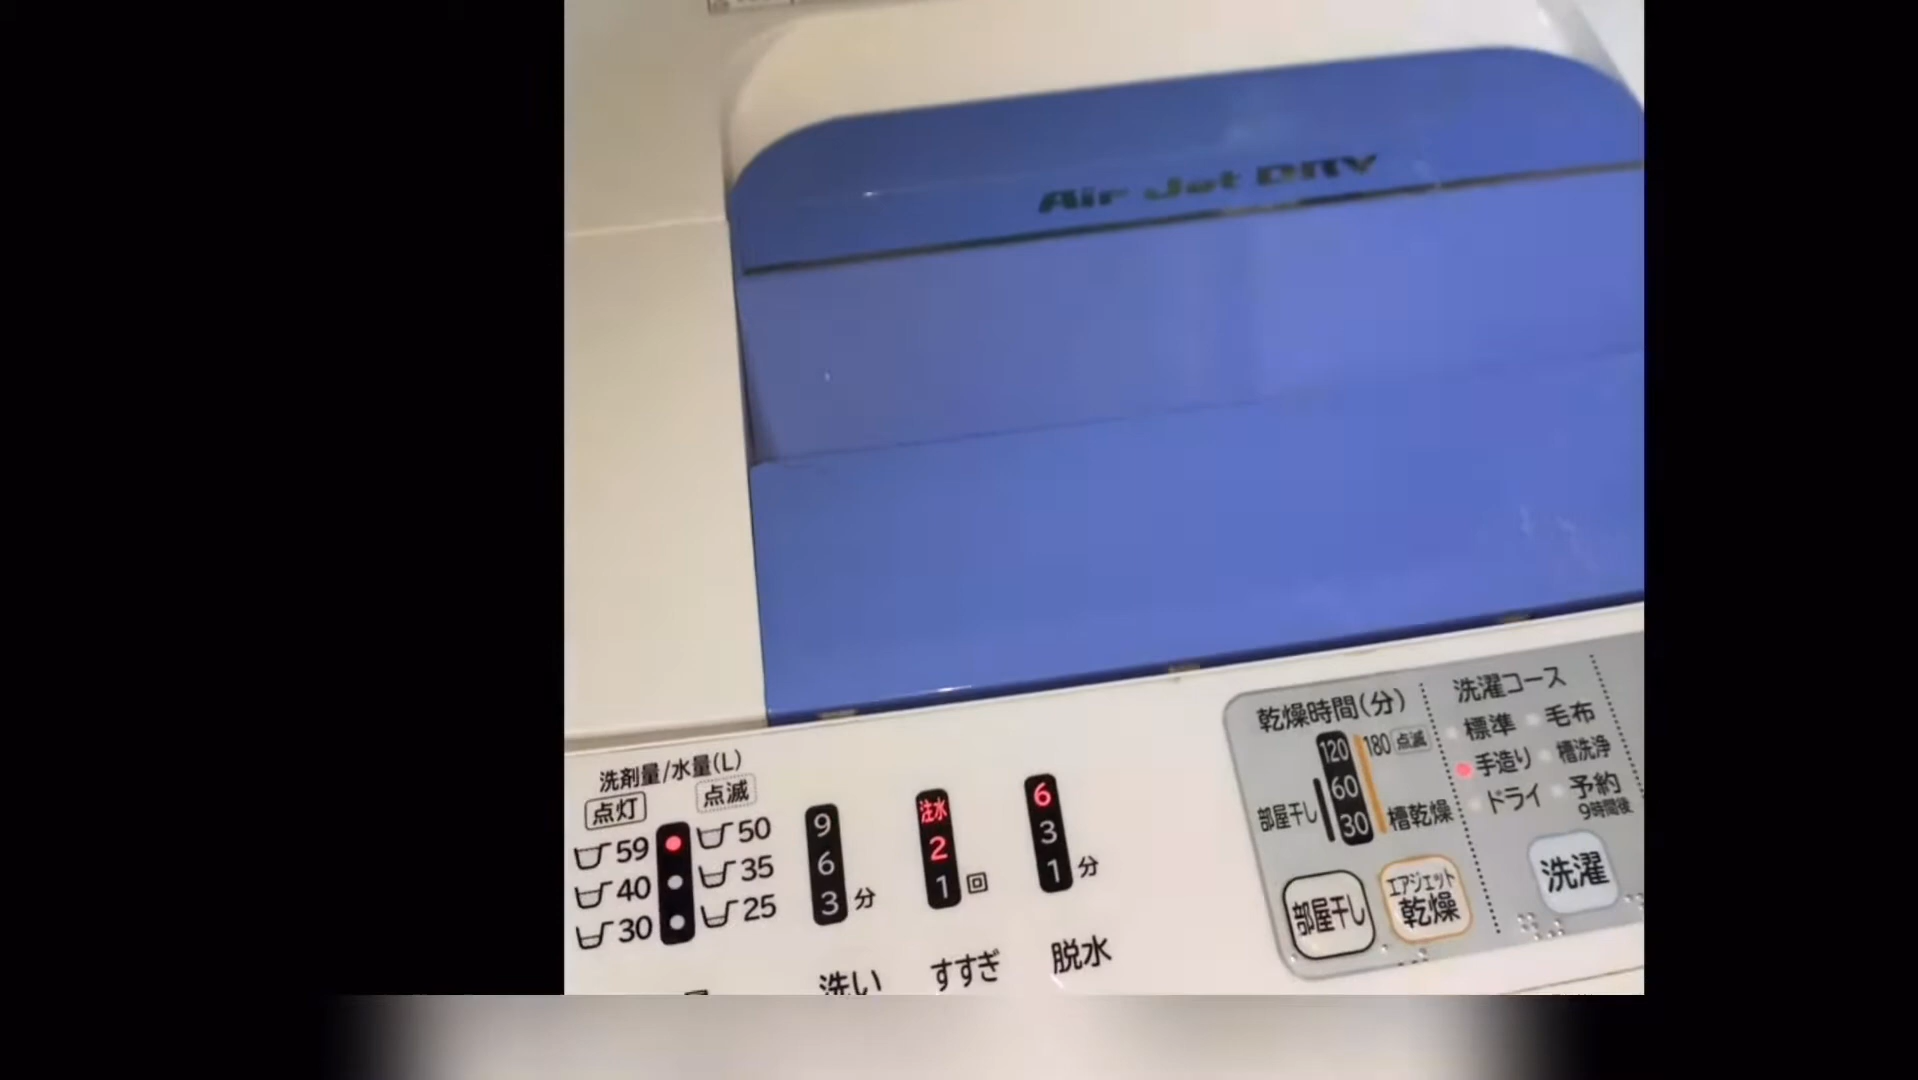 Air Jet DRY
洗剤量/水量(L)
点灯 点滅
59 50
40 35
30 25
9
6
3 分
洗い
注水
2
1 回
すすぎ
6
3
1 分
脱水
乾燥時間(分)
120 180 点滅
60
30
部屋干し 槽乾燥
部屋干し
エアジェット
乾燥
洗濯コース
標準 毛布
手造り 槽洗浄
ドライ 予約
9時間後
洗濯